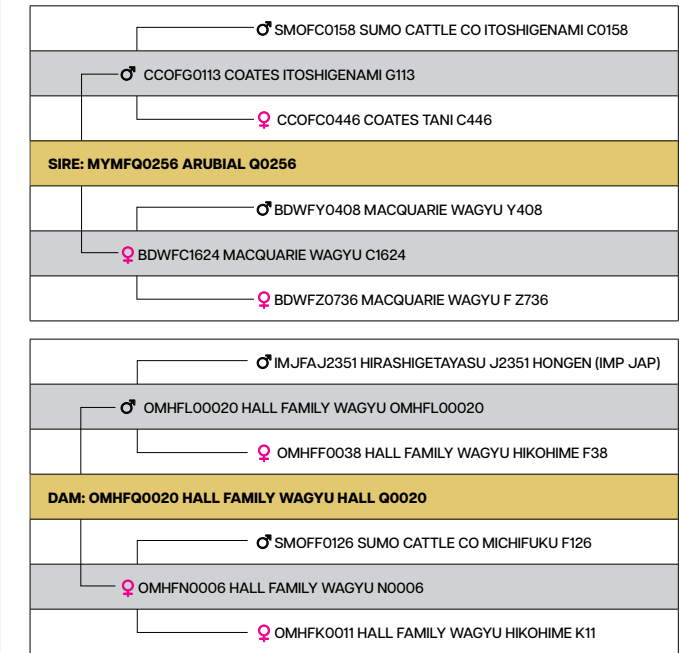 ♂ SMOFC0158 SUMO CATTLE CO ITOSHIGENAMI C0158
♂ CCOFG0113 COATES ITOSHIGENAMI G113
♀ CCOFC0446 COATES TANI C446
SIRE: MYMFQ0256 ARUBIAL Q0256
♂ BDWFY0408 MACQUARIE WAGYU Y408
♀ BDWFC1624 MACQUARIE WAGYU C1624
♀ BDWFZ0736 MACQUARIE WAGYU F Z736
♂ IMJFAJ2351 HIRASHIGETAYASU J2351 HONGEN (IMP JAP)
♂ OMHFL00020 HALL FAMILY WAGYU OMHFL00020
♀ OMHFF0038 HALL FAMILY WAGYU HIKOHIME F38
DAM: OMHFQ0020 HALL FAMILY WAGYU HALL Q0020
♂ SMOFF0126 SUMO CATTLE CO MICHIFUKU F126
♀ OMHFN0006 HALL FAMILY WAGYU N0006
♀ OMHFK0011 HALL FAMILY WAGYU HIKOHIME K11